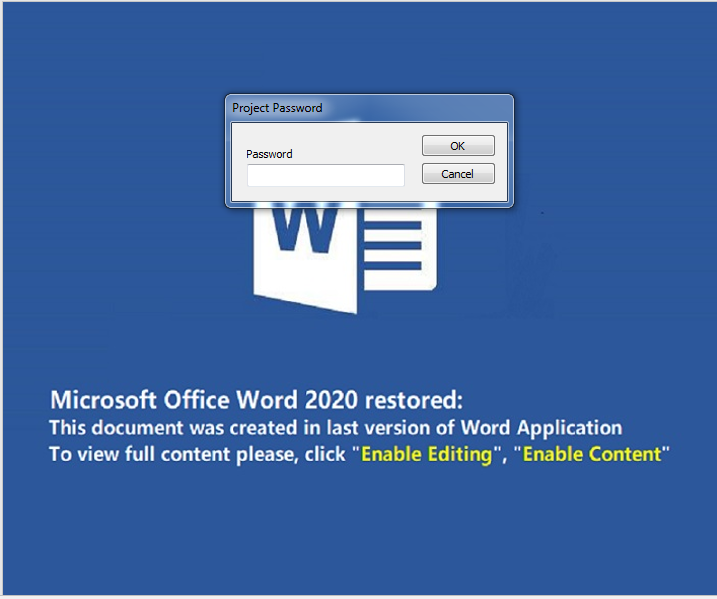 Project Password
Password
OK
Cancel
W
Microsoft Office Word 2020 restored:
This document was created in last version of Word Application
To view full content please, click "Enable Editing", "Enable Content"